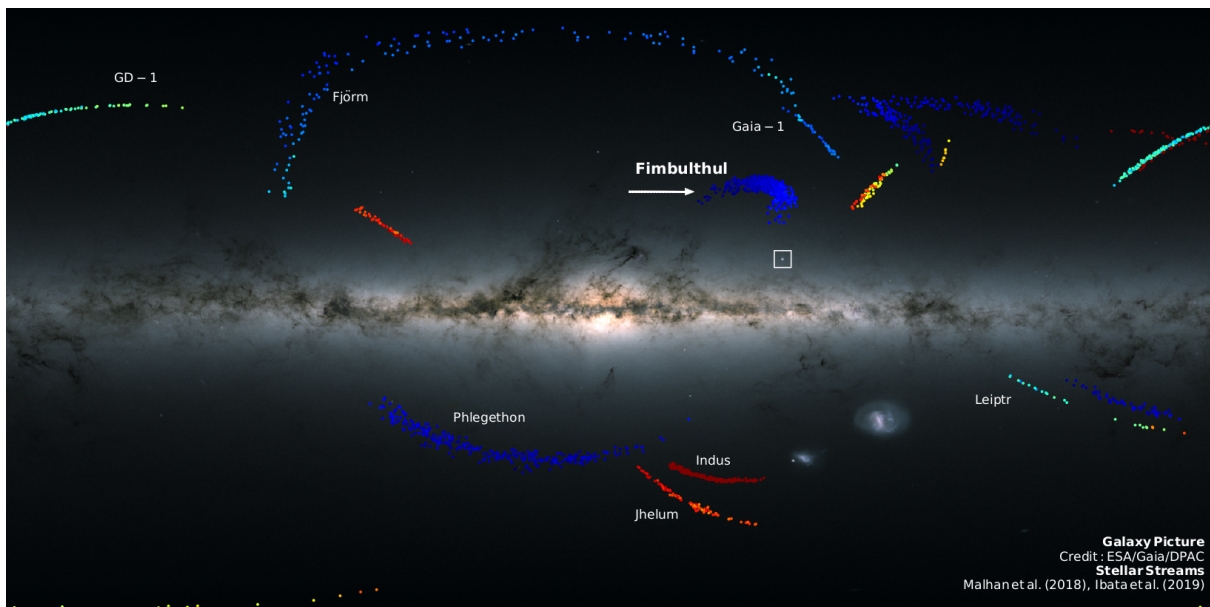 GD – 1
Fjörm
Gaia – 1
Fimbulthul
Phlegethon
Leiptr
Indus
Jhelum
Galaxy Picture
Credit : ESA/Gaia/DPAC
Stellar Streams
Malhan et al. (2018), Ibata et al. (2019)